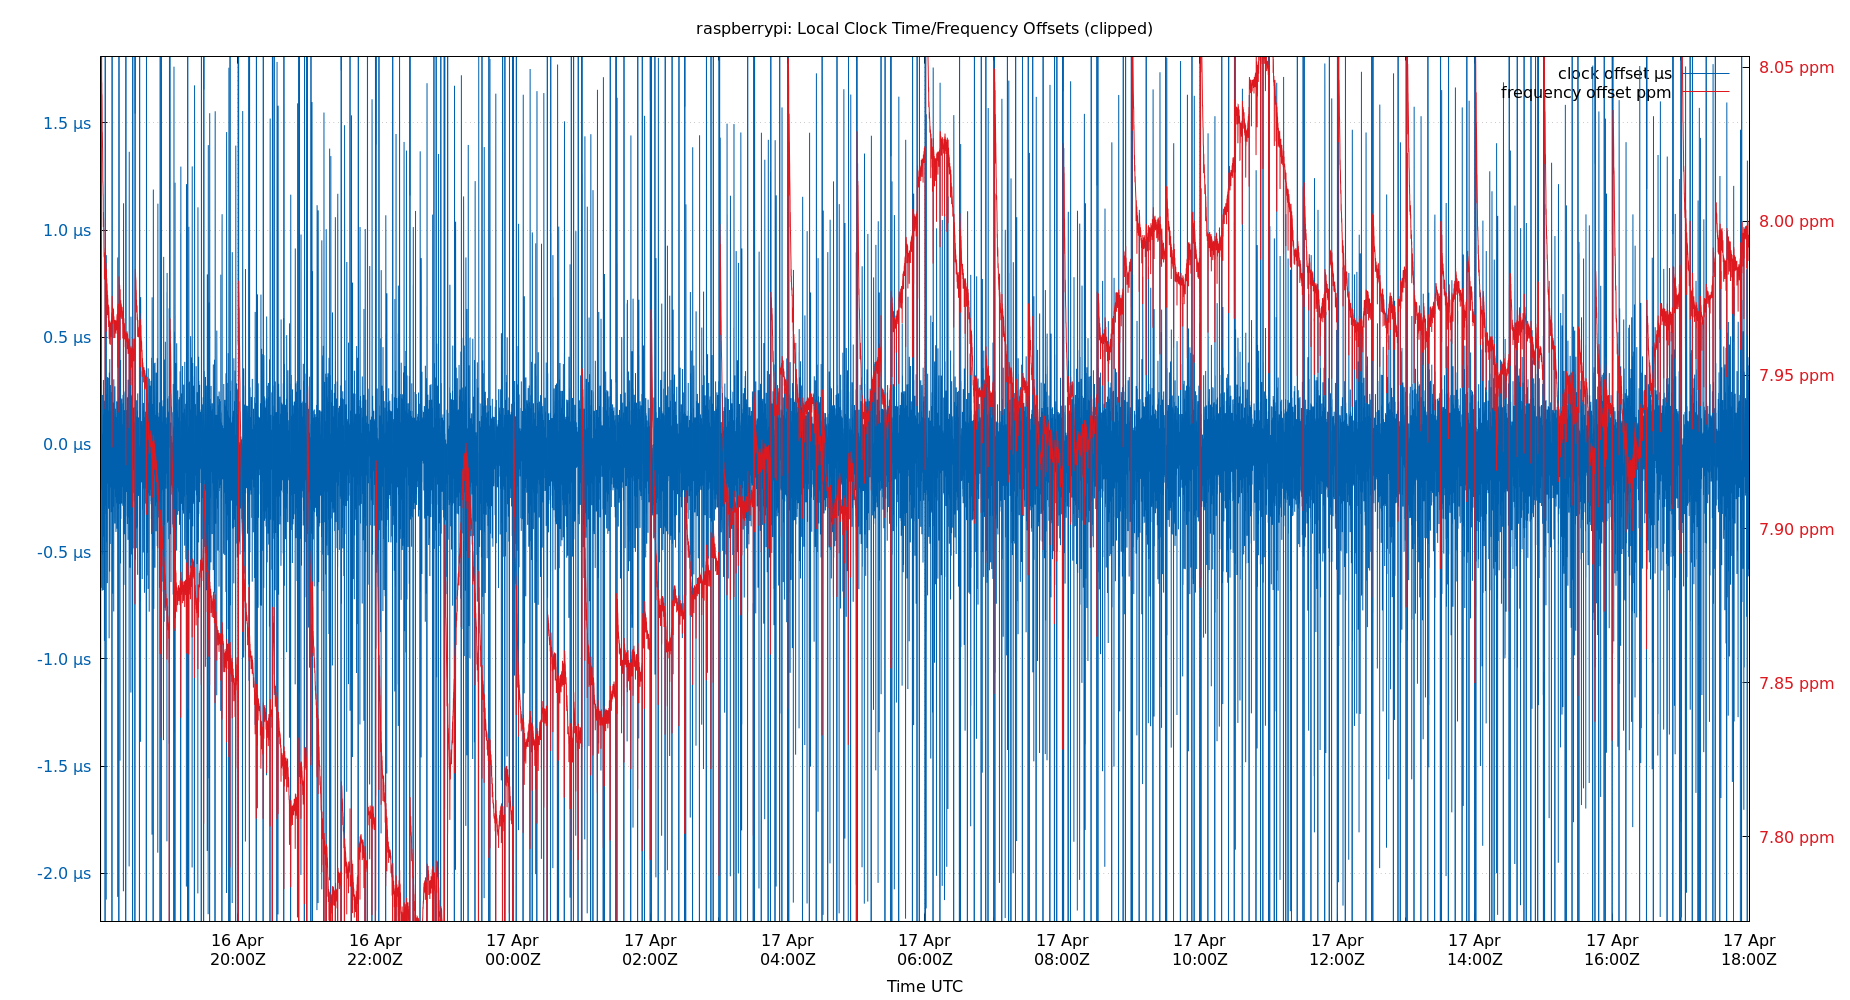 raspberrypi: Local Clock Time/Frequency Offsets (clipped)
clock offset µs
frequency offset ppm
1.5 µs
1.0 µs
0.5 µs
0.0 µs
-0.5 µs
-1.0 µs
-1.5 µs
-2.0 µs
8.05 ppm
8.00 ppm
7.95 ppm
7.90 ppm
7.85 ppm
7.80 ppm
16 Apr 16 Apr 17 Apr 17 Apr 17 Apr 17 Apr 17 Apr 17 Apr 17 Apr 17 Apr 17 Apr 17 Apr
20:00Z 22:00Z 00:00Z 02:00Z 04:00Z 06:00Z 08:00Z 10:00Z 12:00Z 14:00Z 16:00Z 18:00Z
Time UTC